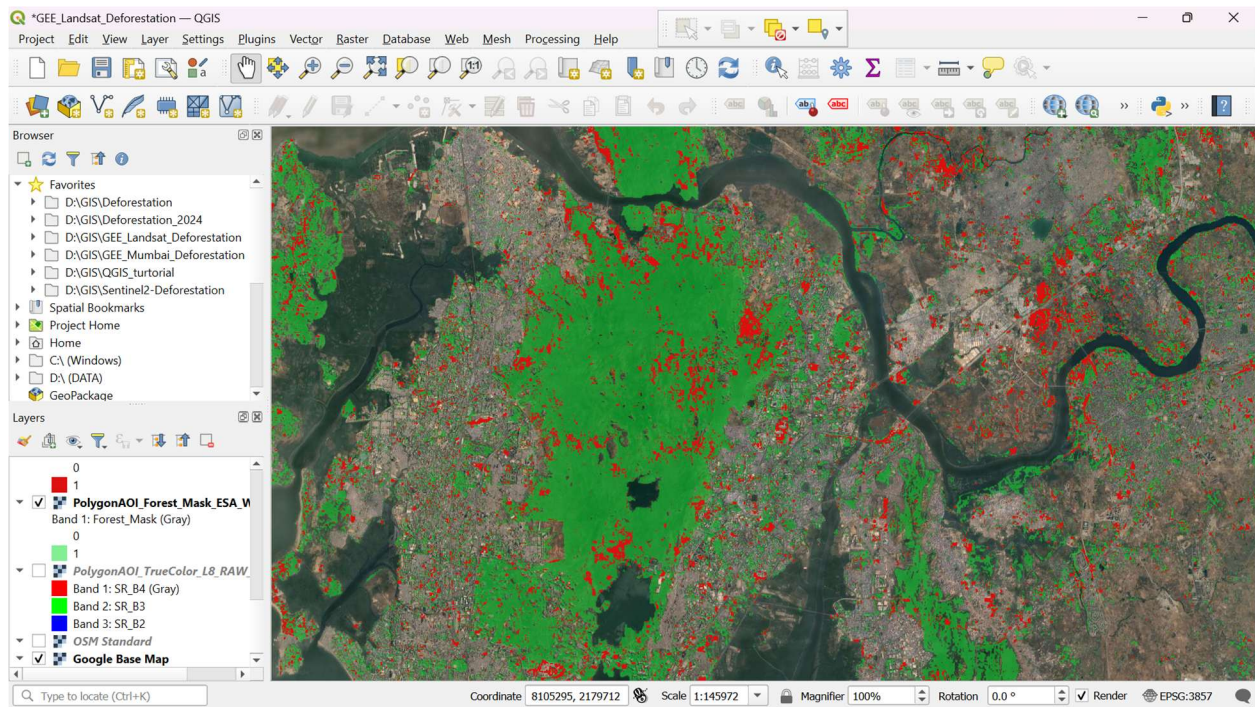 *GEE_Landsat_Deforestation — QGIS
Project Edit View Layer Settings Plugins Vector Raster Database Web Mesh Processing Help
Browser
Favorites
D:\GIS\Deforestation
D:\GIS\Deforestation_2024
D:\GIS\GEE_Landsat_Deforestation
D:\GIS\GEE_Mumbai_Deforestation
D:\GIS\QGIS_turtorial
D:\GIS\Sentinel2-Deforestation
Spatial Bookmarks
Project Home
Home
C:\ (Windows)
D:\ (DATA)
GeoPackage
Layers
0
1
PolygonAOI_Forest_Mask_ESA_W
Band 1: Forest_Mask (Gray)
0
1
PolygonAOI_TrueColor_L8_RAW_
Band 1: SR_B4 (Gray)
Band 2: SR_B3
Band 3: SR_B2
OSM Standard
Google Base Map
Type to locate (Ctrl+K) Coordinate 8105295, 2179712 Scale 1:145972 Magnifier 100% Rotation 0.0 ° Render EPSG:3857